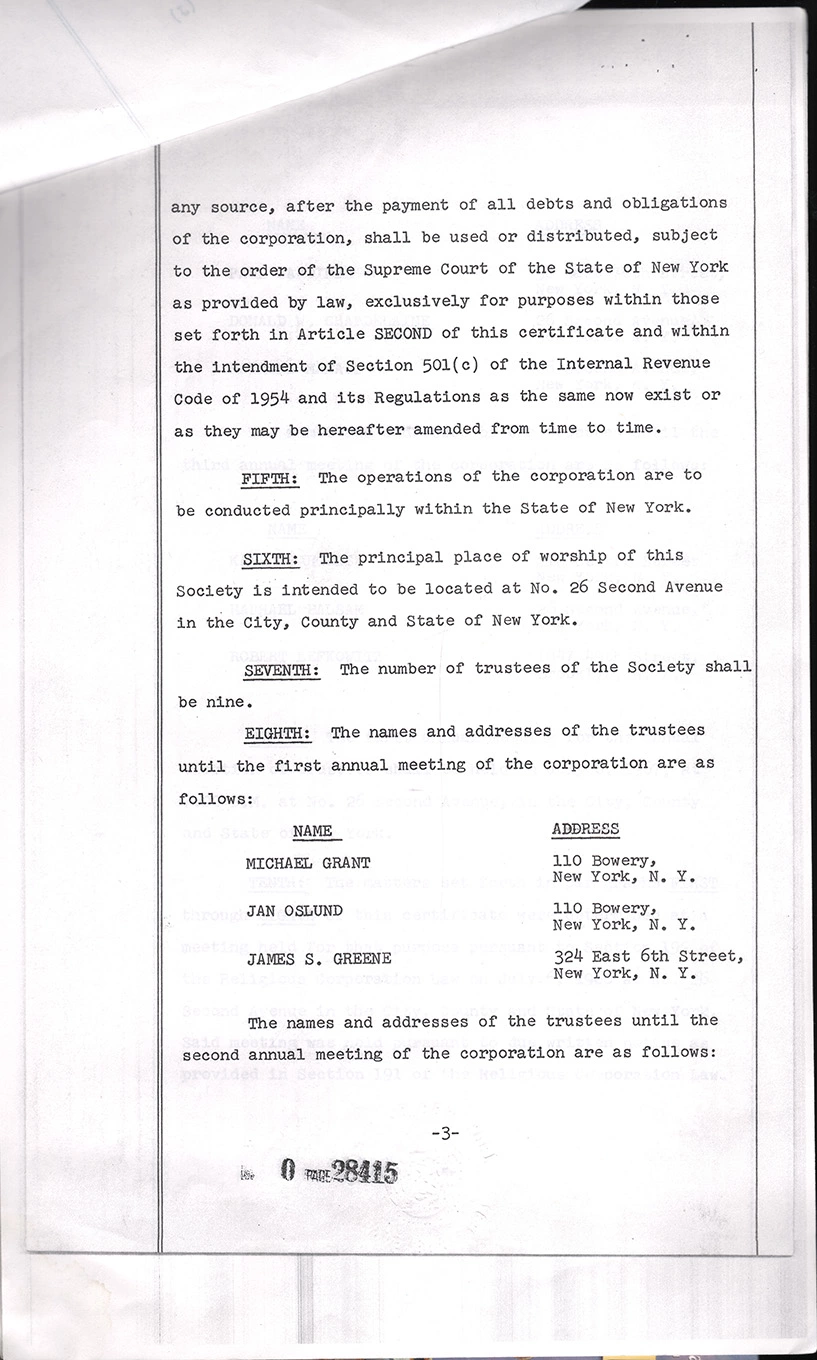 any source, after the payment of all debts and obligations
of the corporation, shall be used or distributed, subject
to the order of the Supreme Court of the State of New York
as provided by law, exclusively for purposes within those
set forth in Article SECOND of this certificate and within
the intendment of Section 501(c) of the Internal Revenue
Code of 1954 and its Regulations as the same now exist or
as they may be hereafter amended from time to time.
FIFTH: The operations of the corporation are to
be conducted principally within the State of New York.
SIXTH: The principal place of worship of this
Society is intended to be located at No. 26 Second Avenue
in the City, County and State of New York.
SEVENTH: The number of trustees of the Society shall
be nine.
EIGHTH: The names and addresses of the trustees
until the first annual meeting of the corporation are as
follows:
NAME ADDRESS
MICHAEL GRANT 110 Bowery,
New York, N. Y.
JAN OSLUND 110 Bowery,
New York, N. Y.
JAMES S. GREENE 324 East 6th Street,
New York, N. Y.
The names and addresses of the trustees until the
second annual meeting of the corporation are as follows:
-3-
0 PAGE 28415